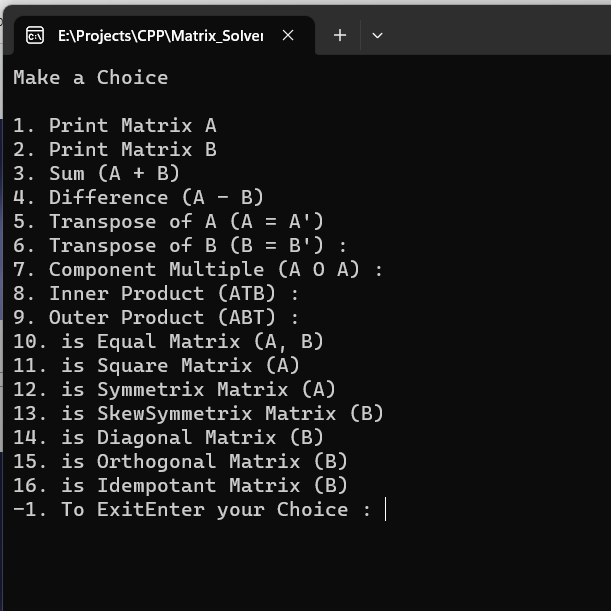 E:\Projects\CPP\Matrix_Solver
Make a Choice
1. Print Matrix A
2. Print Matrix B
3. Sum (A + B)
4. Difference (A - B)
5. Transpose of A (A = A')
6. Transpose of B (B = B') :
7. Component Multiple (A O A) :
8. Inner Product (ATB) :
9. Outer Product (ABT) :
10. is Equal Matrix (A, B)
11. is Square Matrix (A)
12. is Symmetrix Matrix (A)
13. is SkewSymmetrix Matrix (B)
14. is Diagonal Matrix (B)
15. is Orthogonal Matrix (B)
16. is Idempotant Matrix (B)
-1. To ExitEnter your Choice :